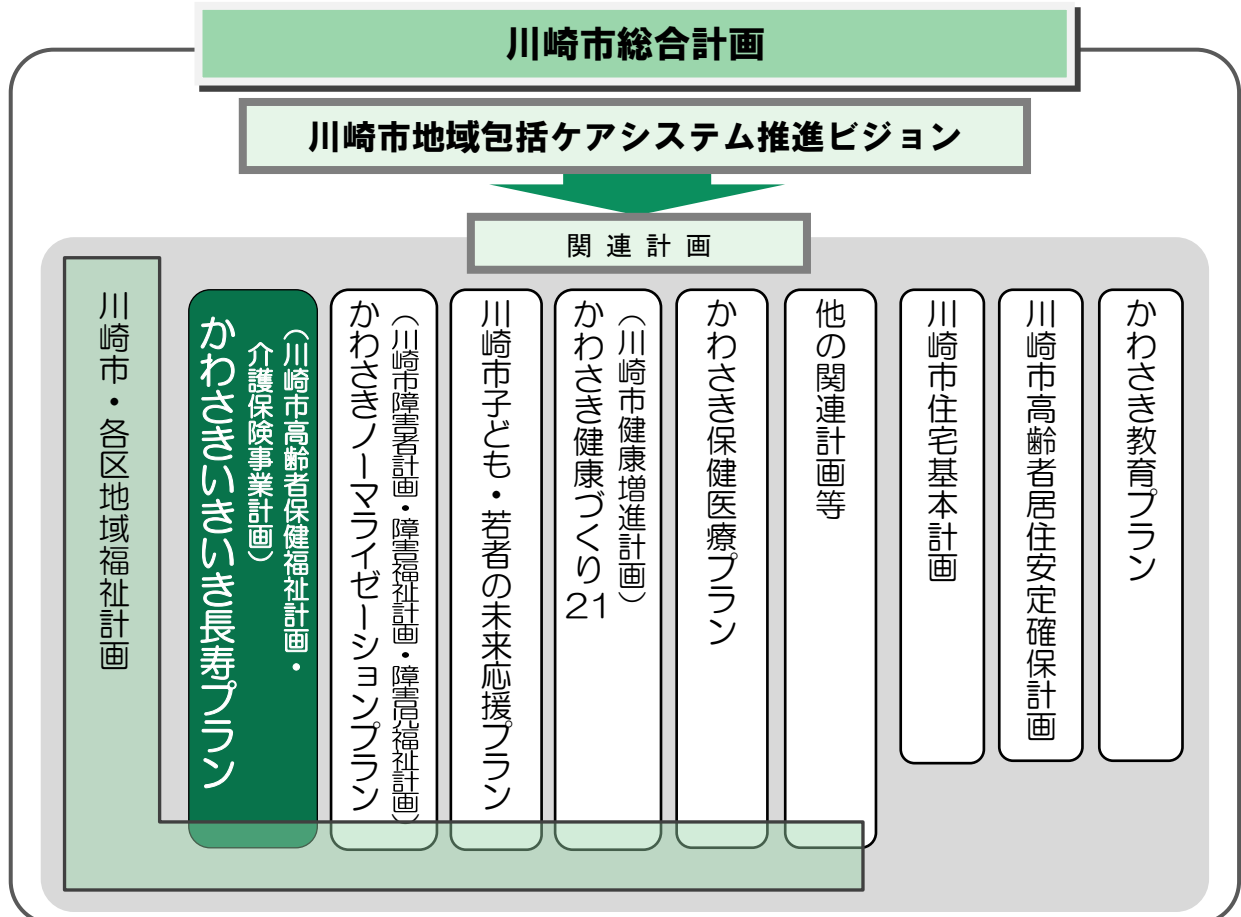 川崎市総合計画
川崎市地域包括ケアシステム推進ビジョン
関連計画
川崎市・各区地域福祉計画
かわさきいきいき長寿プラン
（川崎市高齢者保健福祉計画・
介護保険事業計画）
かわさきノーマライゼーションプラン
（川崎市障害者計画・障害福祉計画・障害児福祉計画）
川崎市子ども・若者の未来応援プラン
かわさき健康づくり21
（川崎市健康増進計画）
かわさき保健医療プラン
他の関連計画等
川崎市住宅基本計画
川崎市高齢者居住安定確保計画
かわさき教育プラン